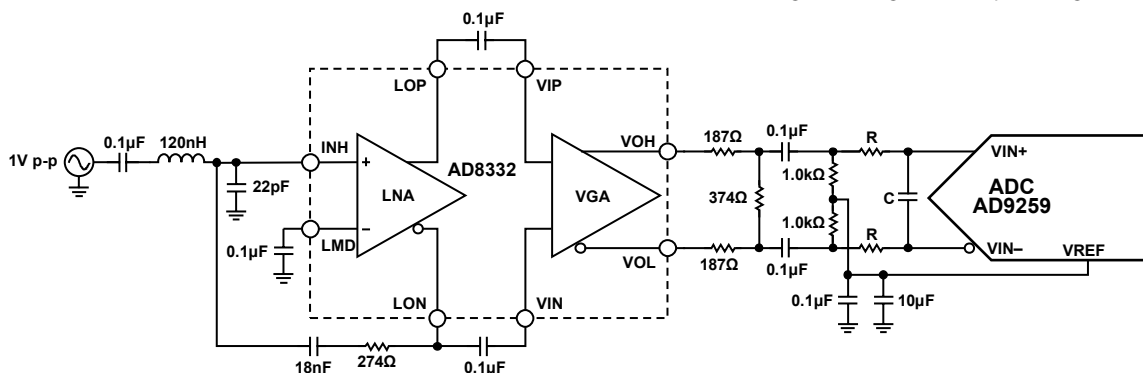 0.1µF
LOP
VIP
0.1µF
120nH
1V p-p
INH
22pF
LNA
AD8332
LMD
0.1µF
LON
VIN
18nF
274Ω
0.1µF
VGA
VOH
VOL
187Ω
187Ω
374Ω
0.1µF
0.1µF
1.0kΩ
1.0kΩ
R
R
C
VIN+
ADC
AD9259
VIN–
VREF
0.1µF
10µF